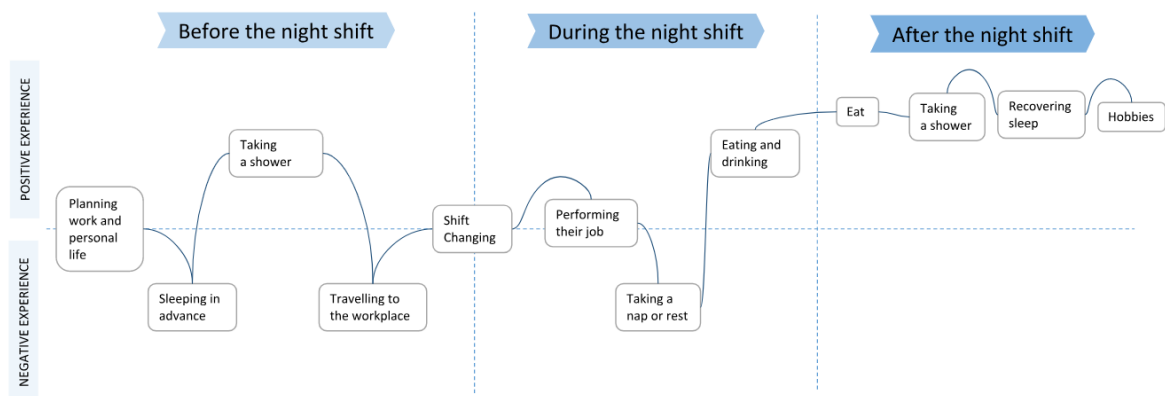 Before the night shift
During the night shift
After the night shift
POSITIVE EXPERIENCE
NEGATIVE EXPERIENCE
Planning
work and
personal
life
Sleeping in
advance
Taking
a shower
Travelling to
the workplace
Shift
Changing
Performing
their job
Taking a
nap or rest
Eating and
drinking
Eat
Taking
a shower
Recovering
sleep
Hobbies